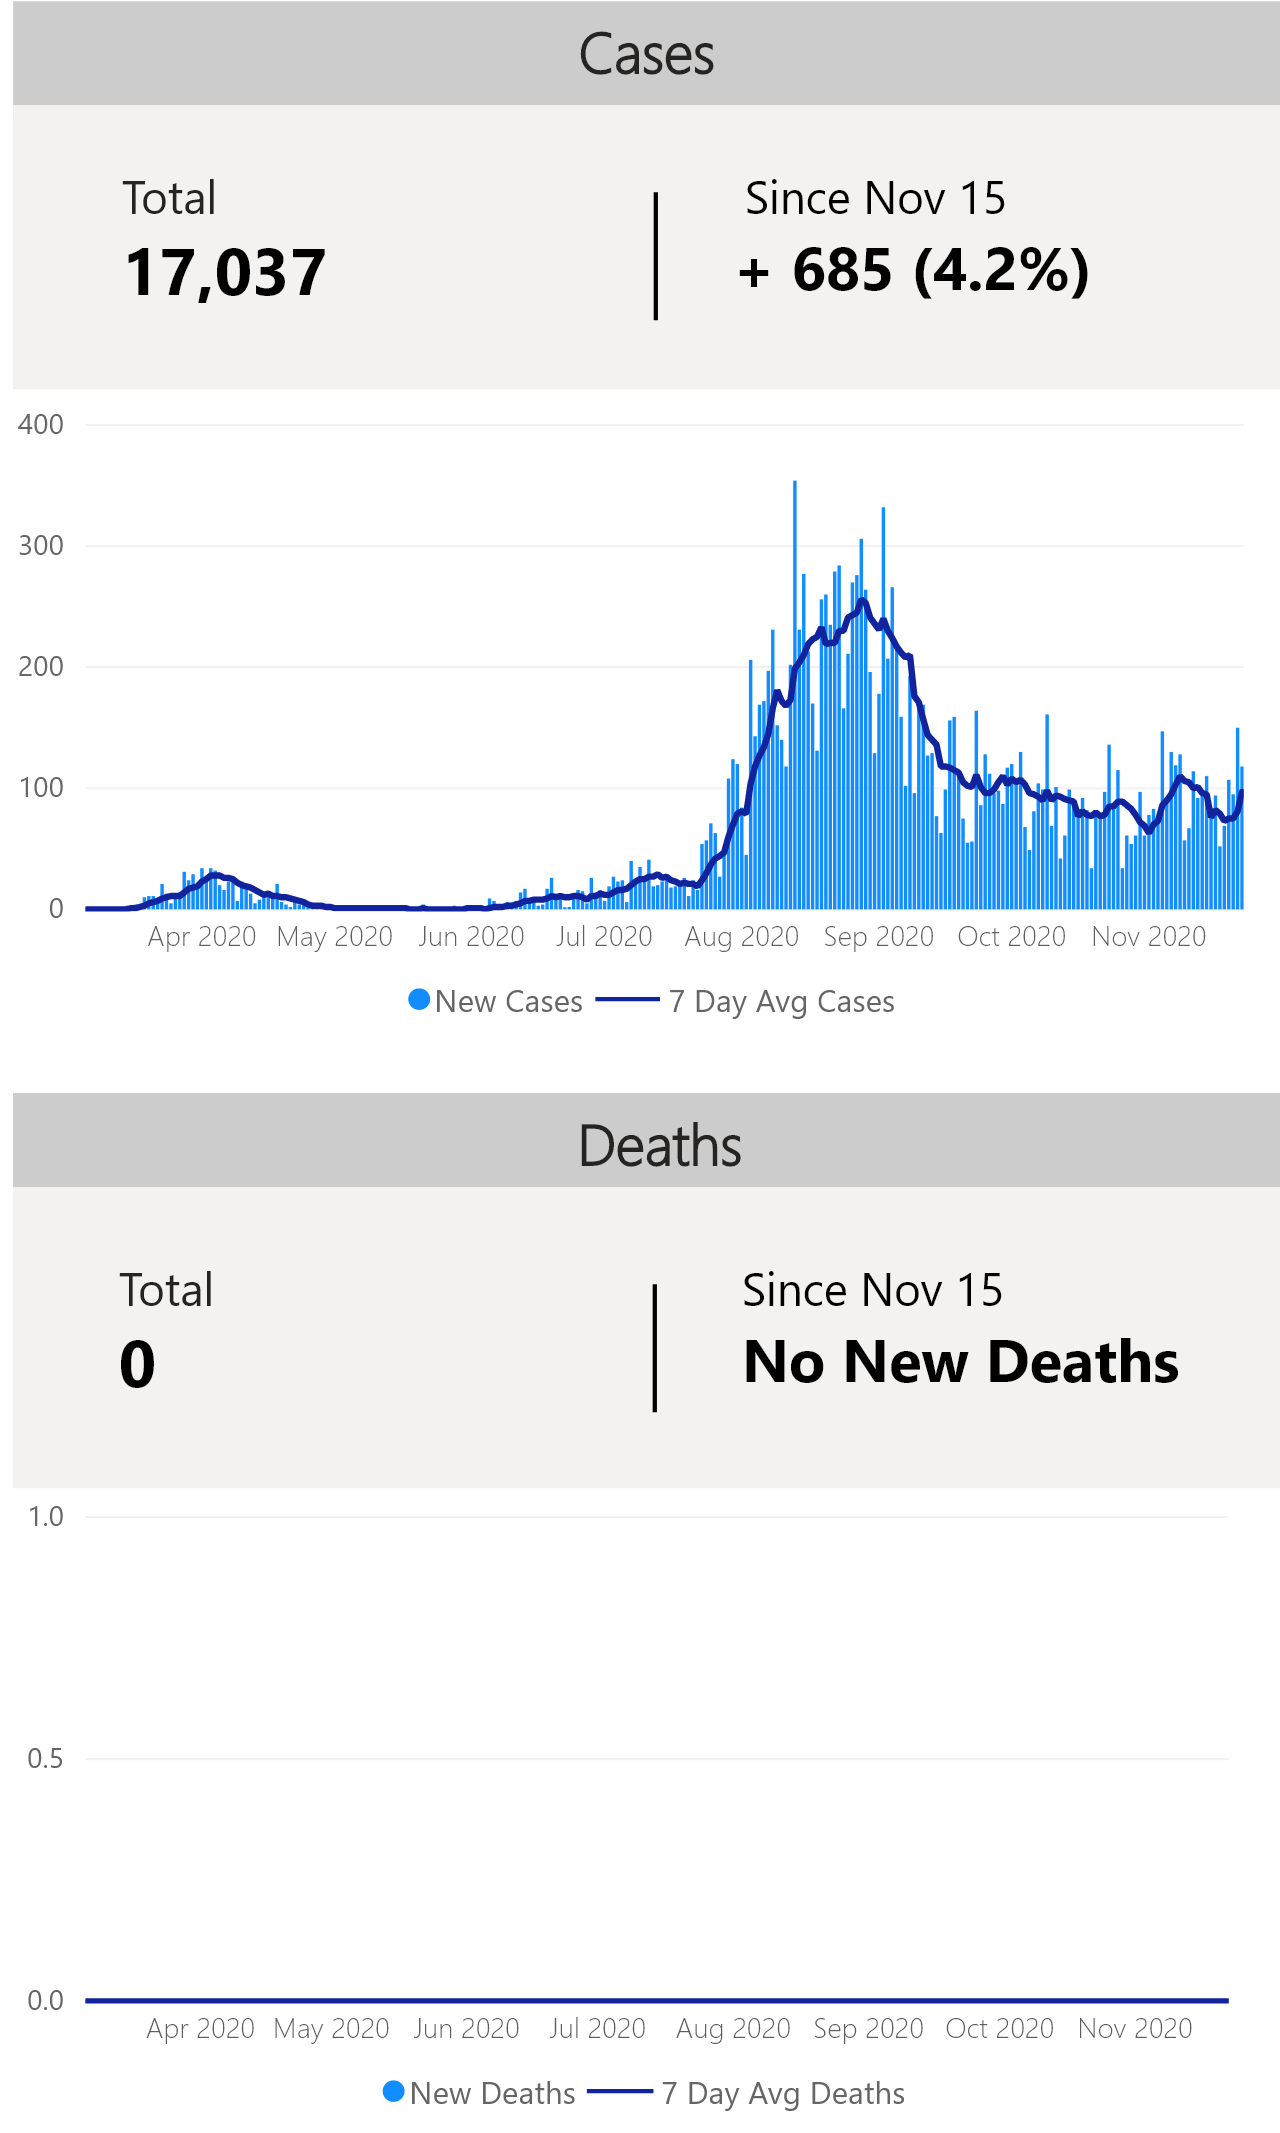 Cases
Total
Since Nov 15
17,037
+ 685 (4.2%)
400
300
200
100
0
Apr 2020 May 2020 Jun 2020 Jul 2020 Aug 2020 Sep 2020 Oct 2020 Nov 2020
New Cases 7 Day Avg Cases
Deaths
Total
Since Nov 15
0
No New Deaths
1.0
0.5
0.0
Apr 2020 May 2020 Jun 2020 Jul 2020 Aug 2020 Sep 2020 Oct 2020 Nov 2020
New Deaths 7 Day Avg Deaths